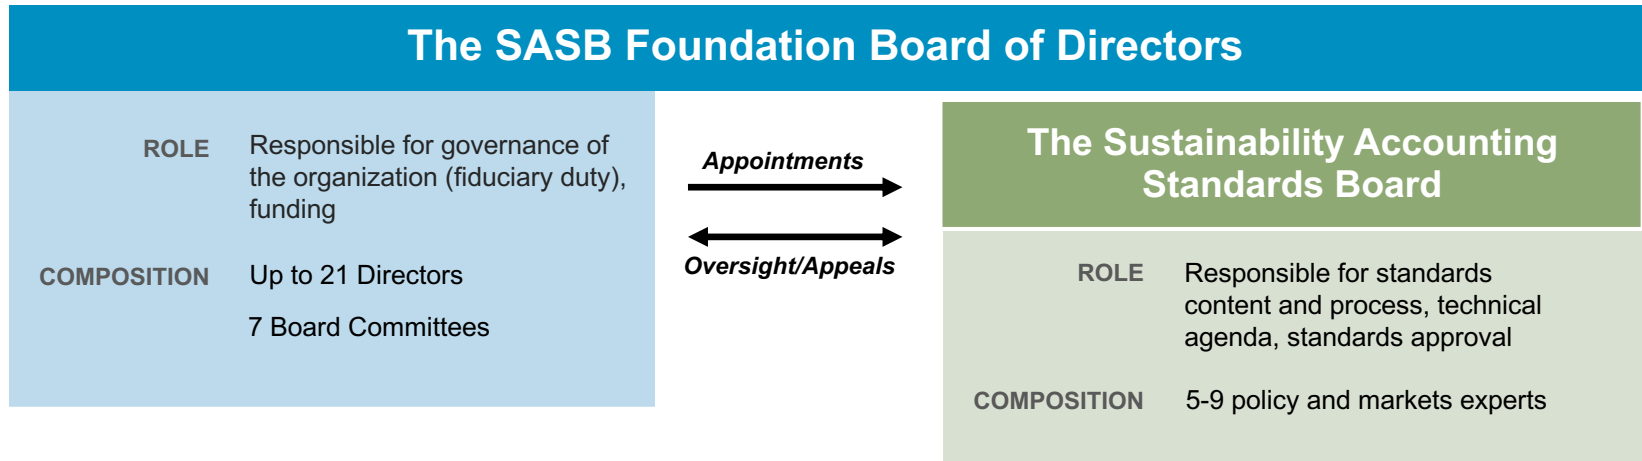 The SASB Foundation Board of Directors
ROLE
Responsible for governance of
the organization (fiduciary duty),
funding
COMPOSITION
Up to 21 Directors
7 Board Committees
Appointments
Oversight/Appeals
The Sustainability Accounting
Standards Board
ROLE
Responsible for standards
content and process, technical
agenda, standards approval
COMPOSITION
5-9 policy and markets experts